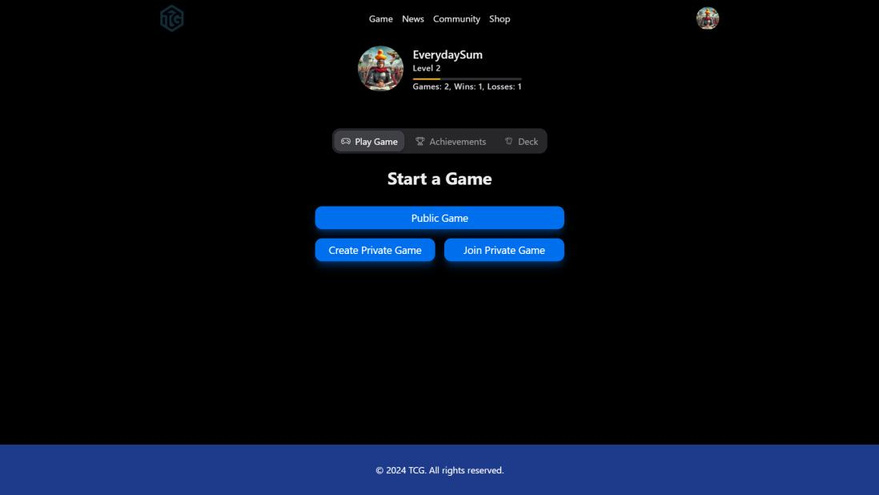 TCG
Game News Community Shop
EverydaySum
Level 2
Games: 2, Wins: 1, Losses: 1
Play Game Achievements Deck
Start a Game
Public Game
Create Private Game Join Private Game
© 2024 TCG. All rights reserved.